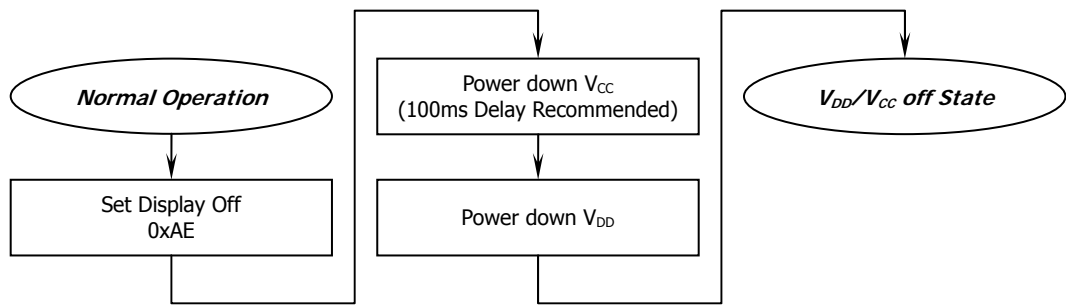 Normal Operation
Set Display Off
0xAE
Power down VCC
(100ms Delay Recommended)
Power down VDD
VDD/VCC off State